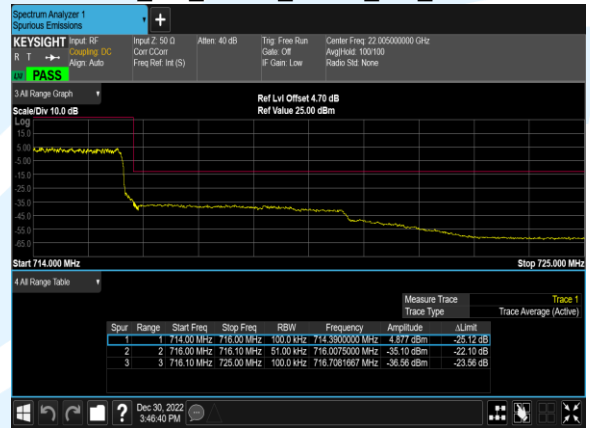 Spectrum Analyzer 1
Spurious Emissions
KEYSIGHT Input: RF Input Z: 50 Ω Atten: 40 dB Trig: Free Run Center Freq: 22.005000000 GHz
R T Coupling: DC Corr CCorr Gate: Off Avg|Hold: 100/100
Align: Auto Freq Ref: Int (S) IF Gain: Low Radio Std: None
PASS
3 All Range Graph
Ref Lvl Offset 4.70 dB
Scale/Div 10.0 dB Ref Value 25.00 dBm
Log
15.0
5.00
-5.00
-15.0
-25.0
-35.0
-45.0
-55.0
-65.0
Start 714.000 MHz Stop 725.000 MHz
4 All Range Table
Measure Trace Trace 1
Trace Type Trace Average (Active)
Spur Range Start Freq Stop Freq RBW Frequency Amplitude ΔLimit
1 1 714.00 MHz 716.00 MHz 100.0 kHz 714.3900000 MHz 4.877 dBm -25.12 dB
2 2 716.00 MHz 716.10 MHz 51.00 kHz 716.0075000 MHz -35.10 dBm -22.10 dB
3 3 716.10 MHz 725.00 MHz 100.0 kHz 716.7081667 MHz -36.56 dBm -23.56 dB
Dec 30, 2022
3:46:40 PM